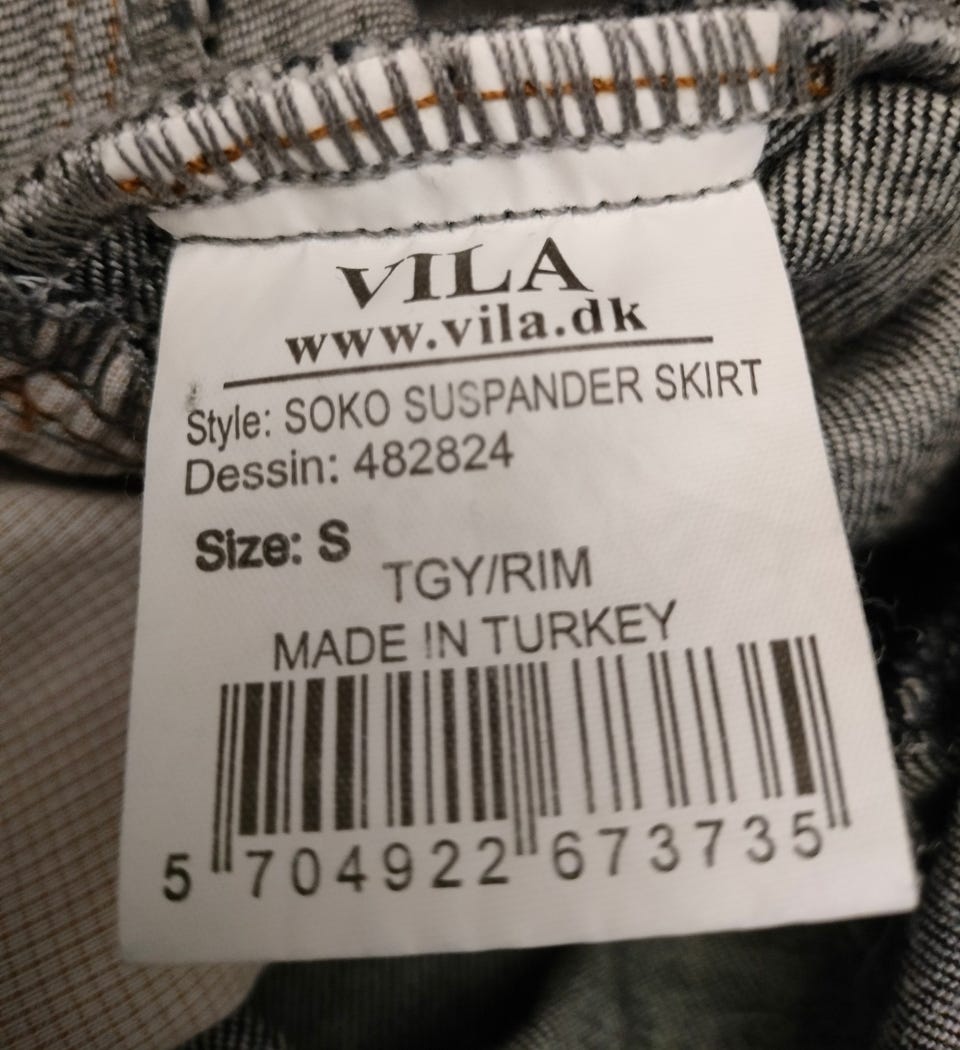 VILA
www.vila.dk
Style: SOKO SUSPANDER SKIRT
Dessin: 482824
Size: S
TGY/RIM
MADE IN TURKEY
5 704922 673735